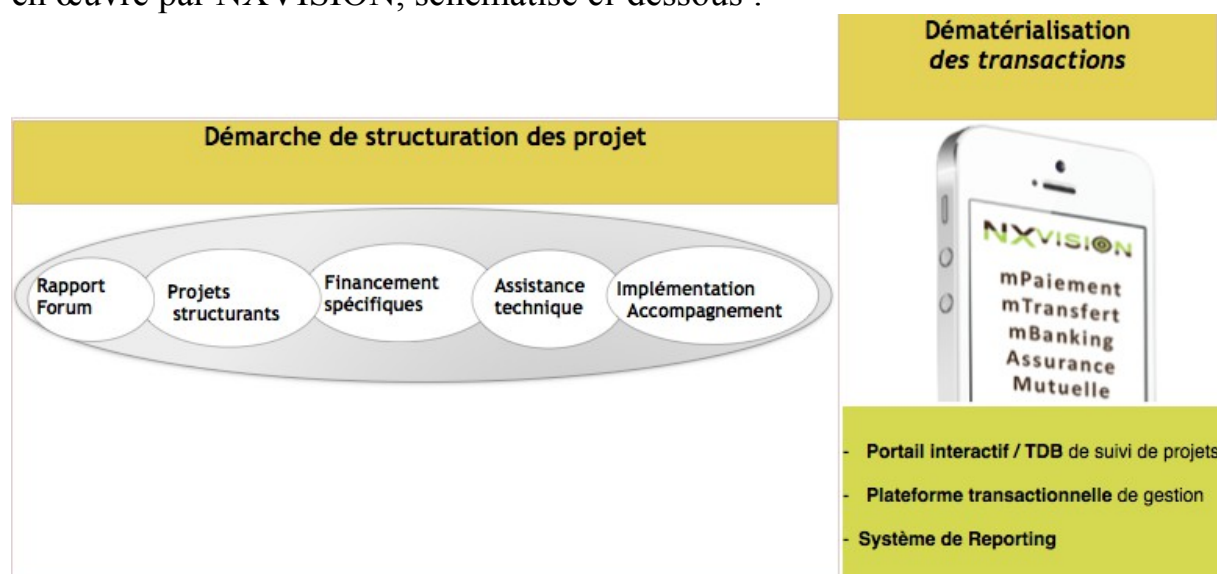 en œuvre par NXVISION, schématisé ci-dessous :
Dématérialisation
des transactions
Démarche de structuration des projet
Rapport
Forum
Projets
structurants
Financement
spécifiques
Assistance
technique
Implémentation
Accompagnement
NXVISION
mPaiement
mTransfert
mBanking
Assurance
Mutuelle
- Portail interactif / TDB de suivi de projets
- Plateforme transactionnelle de gestion
- Système de Reporting